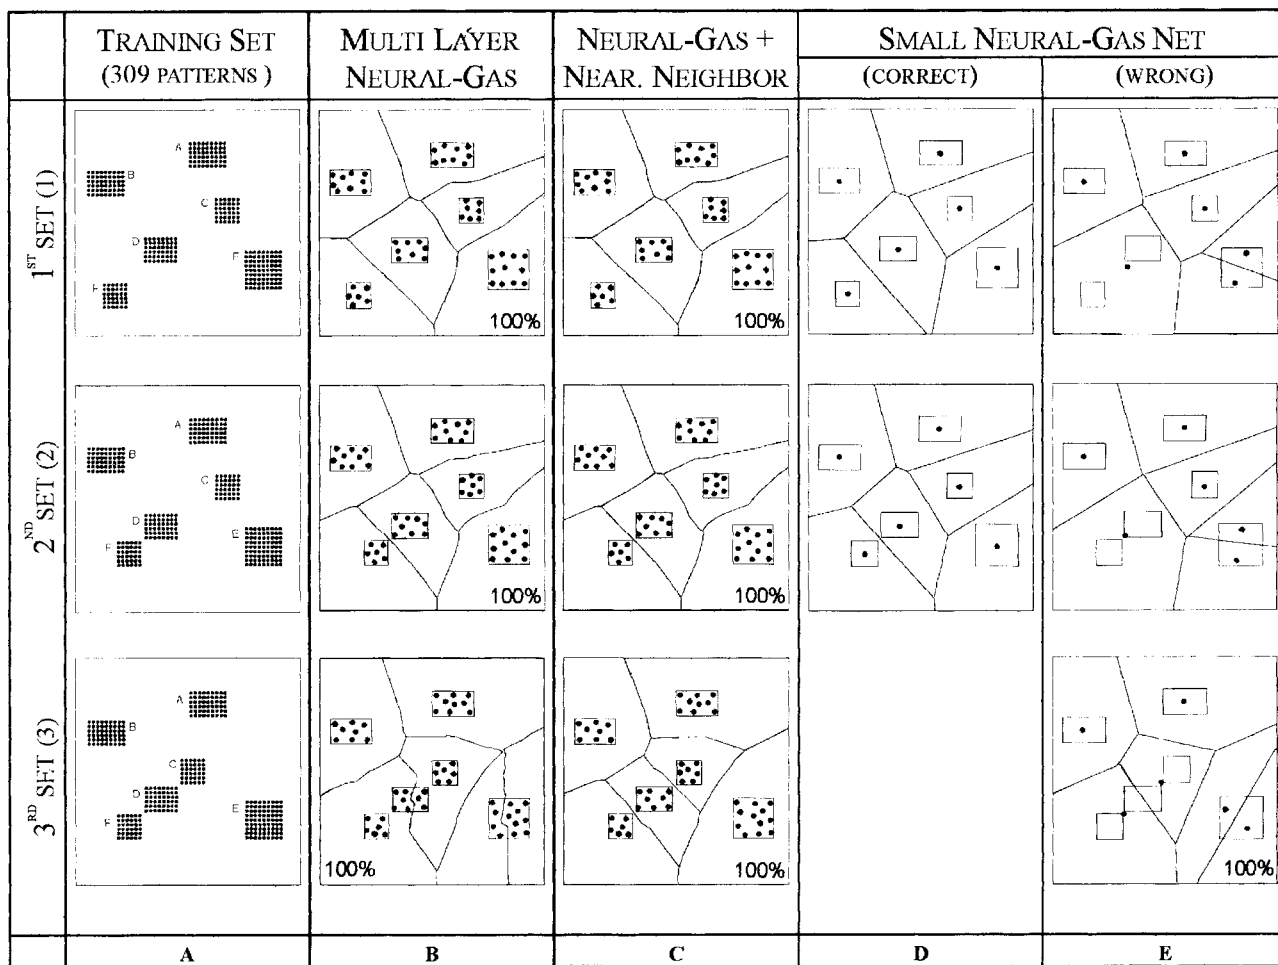 TRAINING SET
(309 PATTERNS )
MULTI LAYER
NEURAL-GAS
NEURAL-GAS +
NEAR. NEIGHBOR
SMALL NEURAL-GAS NET
(CORRECT)
(WRONG)
1ST SET (1)
A
B
C
D
F
100%
100%
2ND SET (2)
A
B
C
D
E
F
100%
100%
3RD SET (3)
A
B
C
D
E
F
100%
100%
100%
A
B
C
D
E